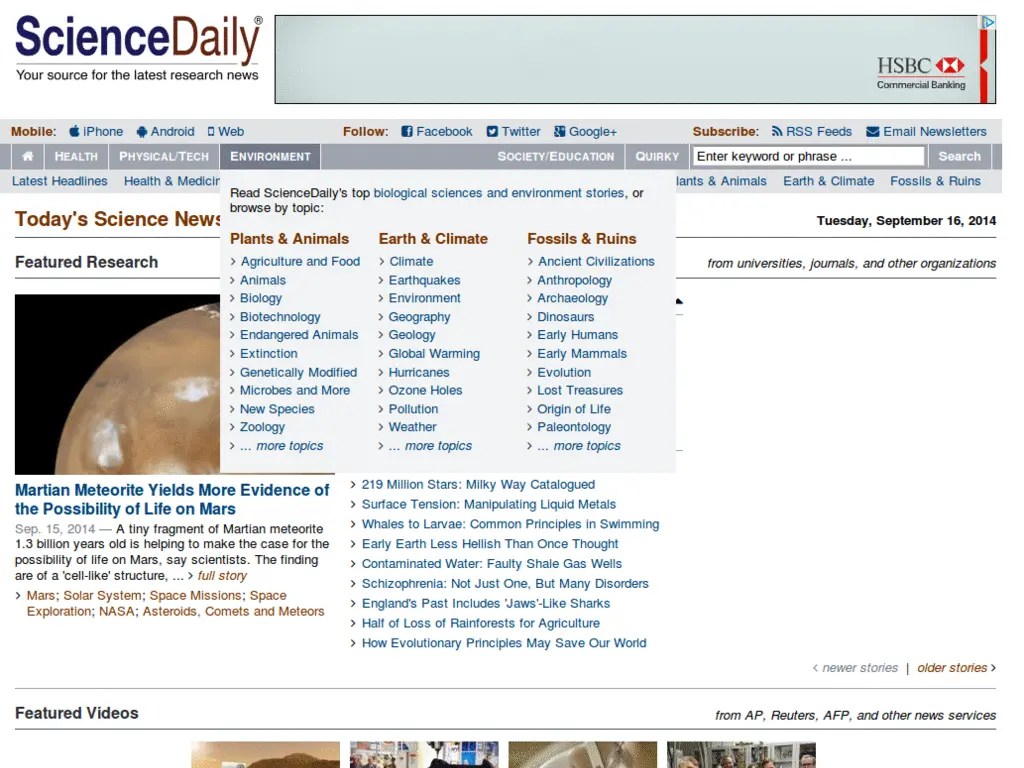 ScienceDaily®
Your source for the latest research news
HSBC
Commercial Banking
Mobile: iPhone Android Web Follow: Facebook Twitter Google+ Subscribe: RSS Feeds Email Newsletters
HEALTH PHYSICAL/TECH ENVIRONMENT SOCIETY/EDUCATION QUIRKY Enter keyword or phrase ... Search
Latest Headlines Health & Medicin lants & Animals Earth & Climate Fossils & Ruins
Read ScienceDaily's top biological sciences and environment stories, or
browse by topic:
Today's Science News
Tuesday, September 16, 2014
Plants & Animals Earth & Climate Fossils & Ruins
Featured Research
from universities, journals, and other organizations
› Agriculture and Food › Climate › Ancient Civilizations
› Animals › Earthquakes › Anthropology
› Biology › Environment › Archaeology
› Biotechnology › Geography › Dinosaurs
› Endangered Animals › Geology › Early Humans
› Extinction › Global Warming › Early Mammals
› Genetically Modified › Hurricanes › Evolution
› Microbes and More › Ozone Holes › Lost Treasures
› New Species › Pollution › Origin of Life
› Zoology › Weather › Paleontology
› ... more topics › ... more topics › ... more topics
Martian Meteorite Yields More Evidence of
the Possibility of Life on Mars
Sep. 15, 2014 — A tiny fragment of Martian meteorite
1.3 billion years old is helping to make the case for the
possibility of life on Mars, say scientists. The finding
are of a 'cell-like' structure, ... › full story
› Mars; Solar System; Space Missions; Space
Exploration; NASA; Asteroids, Comets and Meteors
› 219 Million Stars: Milky Way Catalogued
› Surface Tension: Manipulating Liquid Metals
› Whales to Larvae: Common Principles in Swimming
› Early Earth Less Hellish Than Once Thought
› Contaminated Water: Faulty Shale Gas Wells
› Schizophrenia: Not Just One, But Many Disorders
› England's Past Includes 'Jaws'-Like Sharks
› Half of Loss of Rainforests for Agriculture
› How Evolutionary Principles May Save Our World
‹ newer stories | older stories ›
Featured Videos
from AP, Reuters, AFP, and other news services